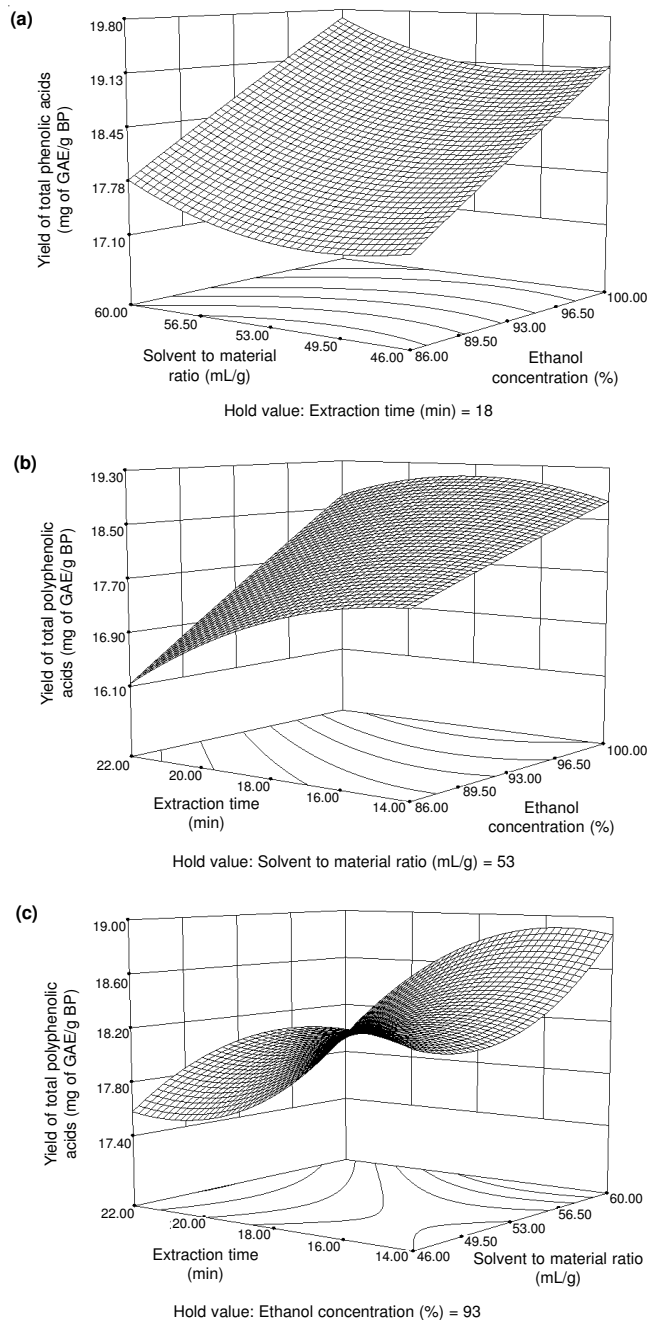 (a)
19.80
19.13
18.45
17.78
17.10
Yield of total phenolic acids
(mg of GAE/g BP)
60.00
56.50
53.00
49.50
46.00
Solvent to material
ratio (mL/g)
86.00
89.50
93.00
96.50
100.00
Ethanol
concentration (%)
Hold value: Extraction time (min) = 18
(b)
19.30
18.50
17.70
16.90
16.10
Yield of total polyphenolic
acids (mg of GAE/g BP)
22.00
20.00
18.00
16.00
14.00
Extraction time
(min)
86.00
89.50
93.00
96.50
100.00
Ethanol
concentration (%)
Hold value: Solvent to material ratio (mL/g) = 53
(c)
19.00
18.60
18.20
17.80
17.40
Yield of total polyphenolic
acids (mg of GAE/g BP)
22.00
20.00
18.00
16.00
14.00
Extraction time
(min)
46.00
49.50
53.00
56.50
60.00
Solvent to material ratio
(mL/g)
Hold value: Ethanol concentration (%) = 93